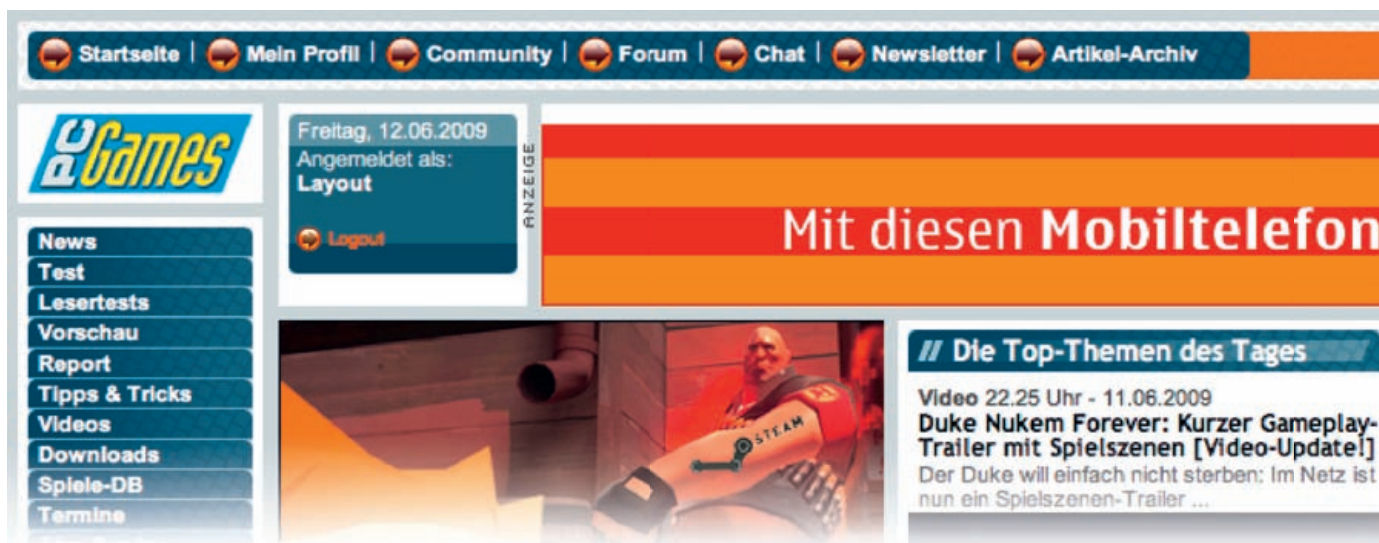 Startseite | Mein Profil | Community | Forum | Chat | Newsletter | Artikel-Archiv
PC Games
Freitag, 12.06.2009
Angemeldet als:
Layout
Logout
ANZEIGE
Mit diesen Mobiltelefon
News
Test
Lesertests
Vorschau
Report
Tipps & Tricks
Videos
Downloads
Spiele-DB
Termine
STEAM
// Die Top-Themen des Tages
Video 22.25 Uhr - 11.06.2009
Duke Nukem Forever: Kurzer Gameplay-
Trailer mit Spielszenen [Video-Update!]
Der Duke will einfach nicht sterben: Im Netz ist
nun ein Spielszenen-Trailer ...